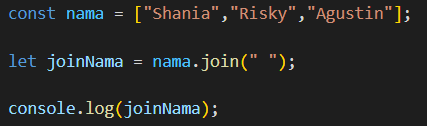 const nama = ["Shania","Risky","Agustin"];
let joinNama = nama.join(" ");
console.log(joinNama);